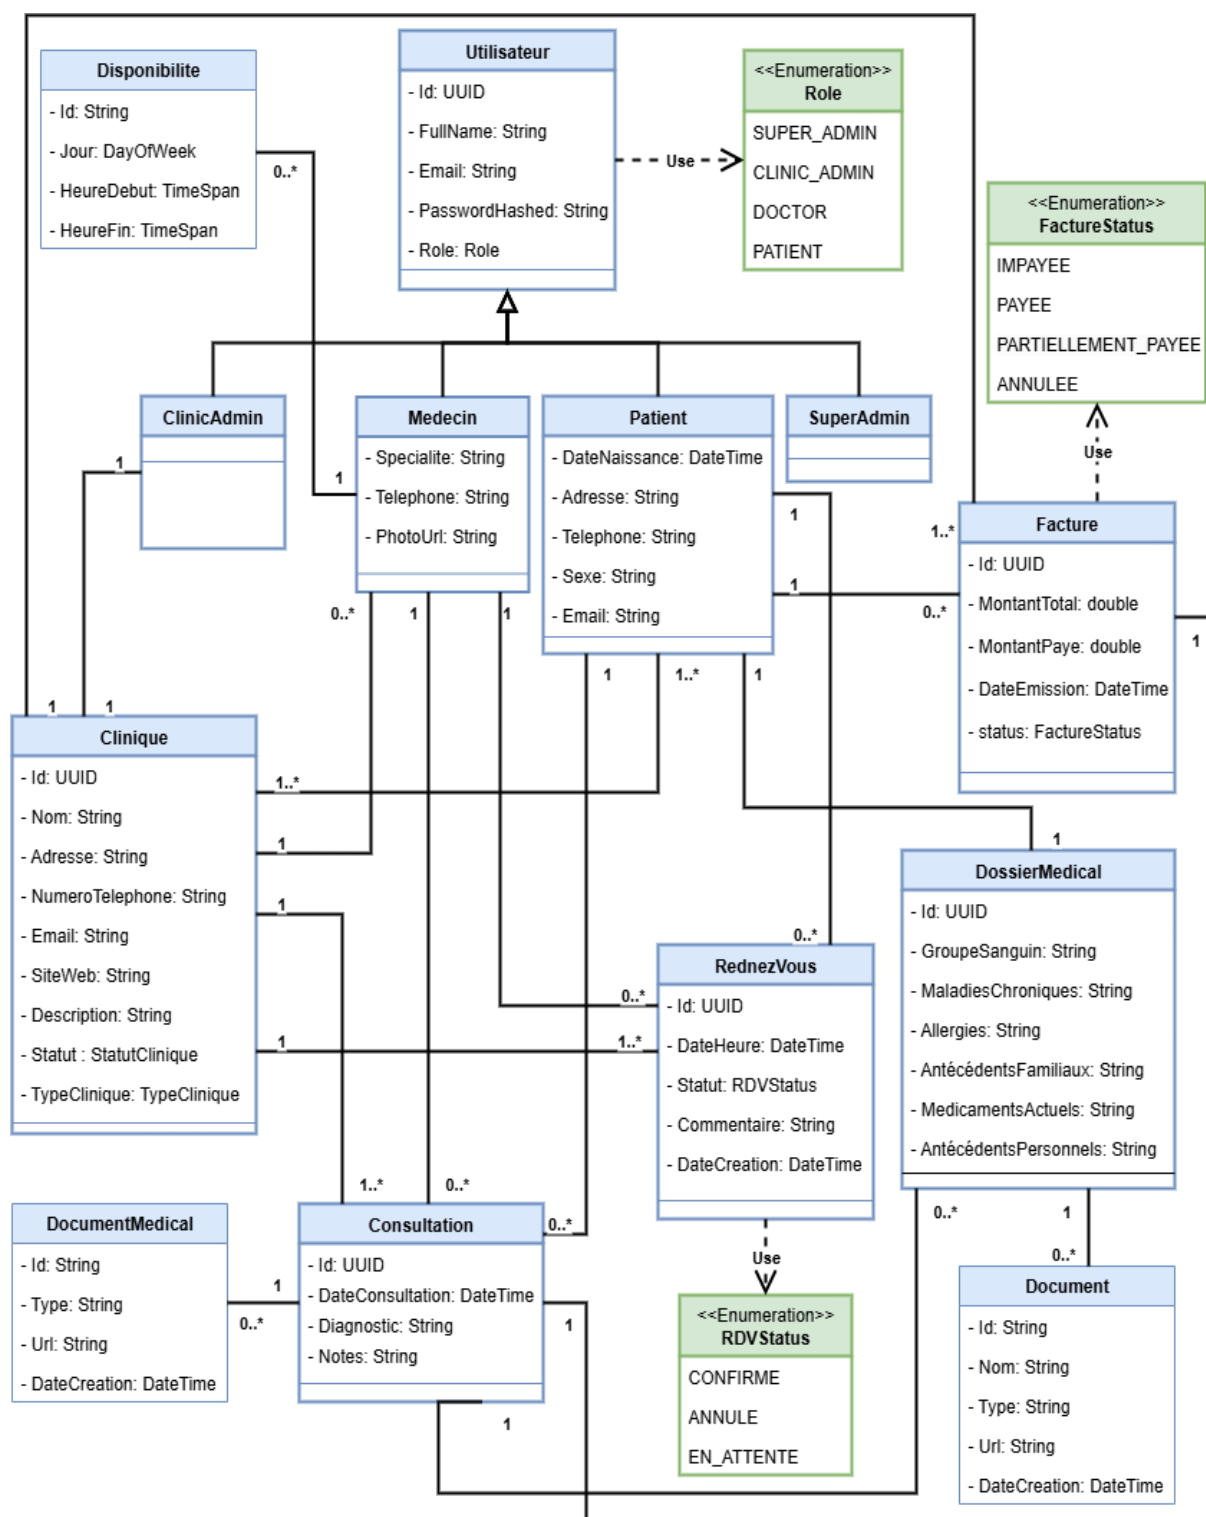 Utilisateur
- Id: UUID
- FullName: String
- Email: String
- PasswordHashed: String
- Role: Role
Disponibilite
- Id: String
- Jour: DayOfWeek
- HeureDebut: TimeSpan
- HeureFin: TimeSpan
0..*
Use
<<Enumeration>>
Role
SUPER_ADMIN
CLINIC_ADMIN
DOCTOR
PATIENT
<<Enumeration>>
FactureStatus
IMPAYEE
PAYEE
PARTIELLEMENT_PAYEE
ANNULEE
Use
ClinicAdmin
1
Medecin
- Specialite: String
- Telephone: String
- PhotoUrl: String
1
0..*
1
1
Patient
- DateNaissance: DateTime
- Adresse: String
- Telephone: String
- Sexe: String
- Email: String
1
1
1
1..*
1
SuperAdmin
1..*
0..*
Facture
- Id: UUID
- MontantTotal: double
- MontantPaye: double
- DateEmission: DateTime
- status: FactureStatus
1
1
1
Clinique
- Id: UUID
- Nom: String
- Adresse: String
- NumeroTelephone: String
- Email: String
- SiteWeb: String
- Description: String
- Statut : StatutClinique
- TypeClinique: TypeClinique
1..*
1
1
1
0..*
0..*
1..*
RednezVous
- Id: UUID
- DateHeure: DateTime
- Statut: RDVStatus
- Commentaire: String
- DateCreation: DateTime
1
DossierMedical
- Id: UUID
- GroupeSanguin: String
- MaladiesChroniques: String
- Allergies: String
- AntécédentsFamiliaux: String
- MedicamentsActuels: String
- AntécédentsPersonnels: String
0..*
1
0..*
DocumentMedical
- Id: String
- Type: String
- Url: String
- DateCreation: DateTime
1
0..*
1..*
0..*
0..*
Consultation
- Id: UUID
- DateConsultation: DateTime
- Diagnostic: String
- Notes: String
1
1
Use
<<Enumeration>>
RDVStatus
CONFIRME
ANNULE
EN_ATTENTE
Document
- Id: String
- Nom: String
- Type: String
- Url: String
- DateCreation: DateTime